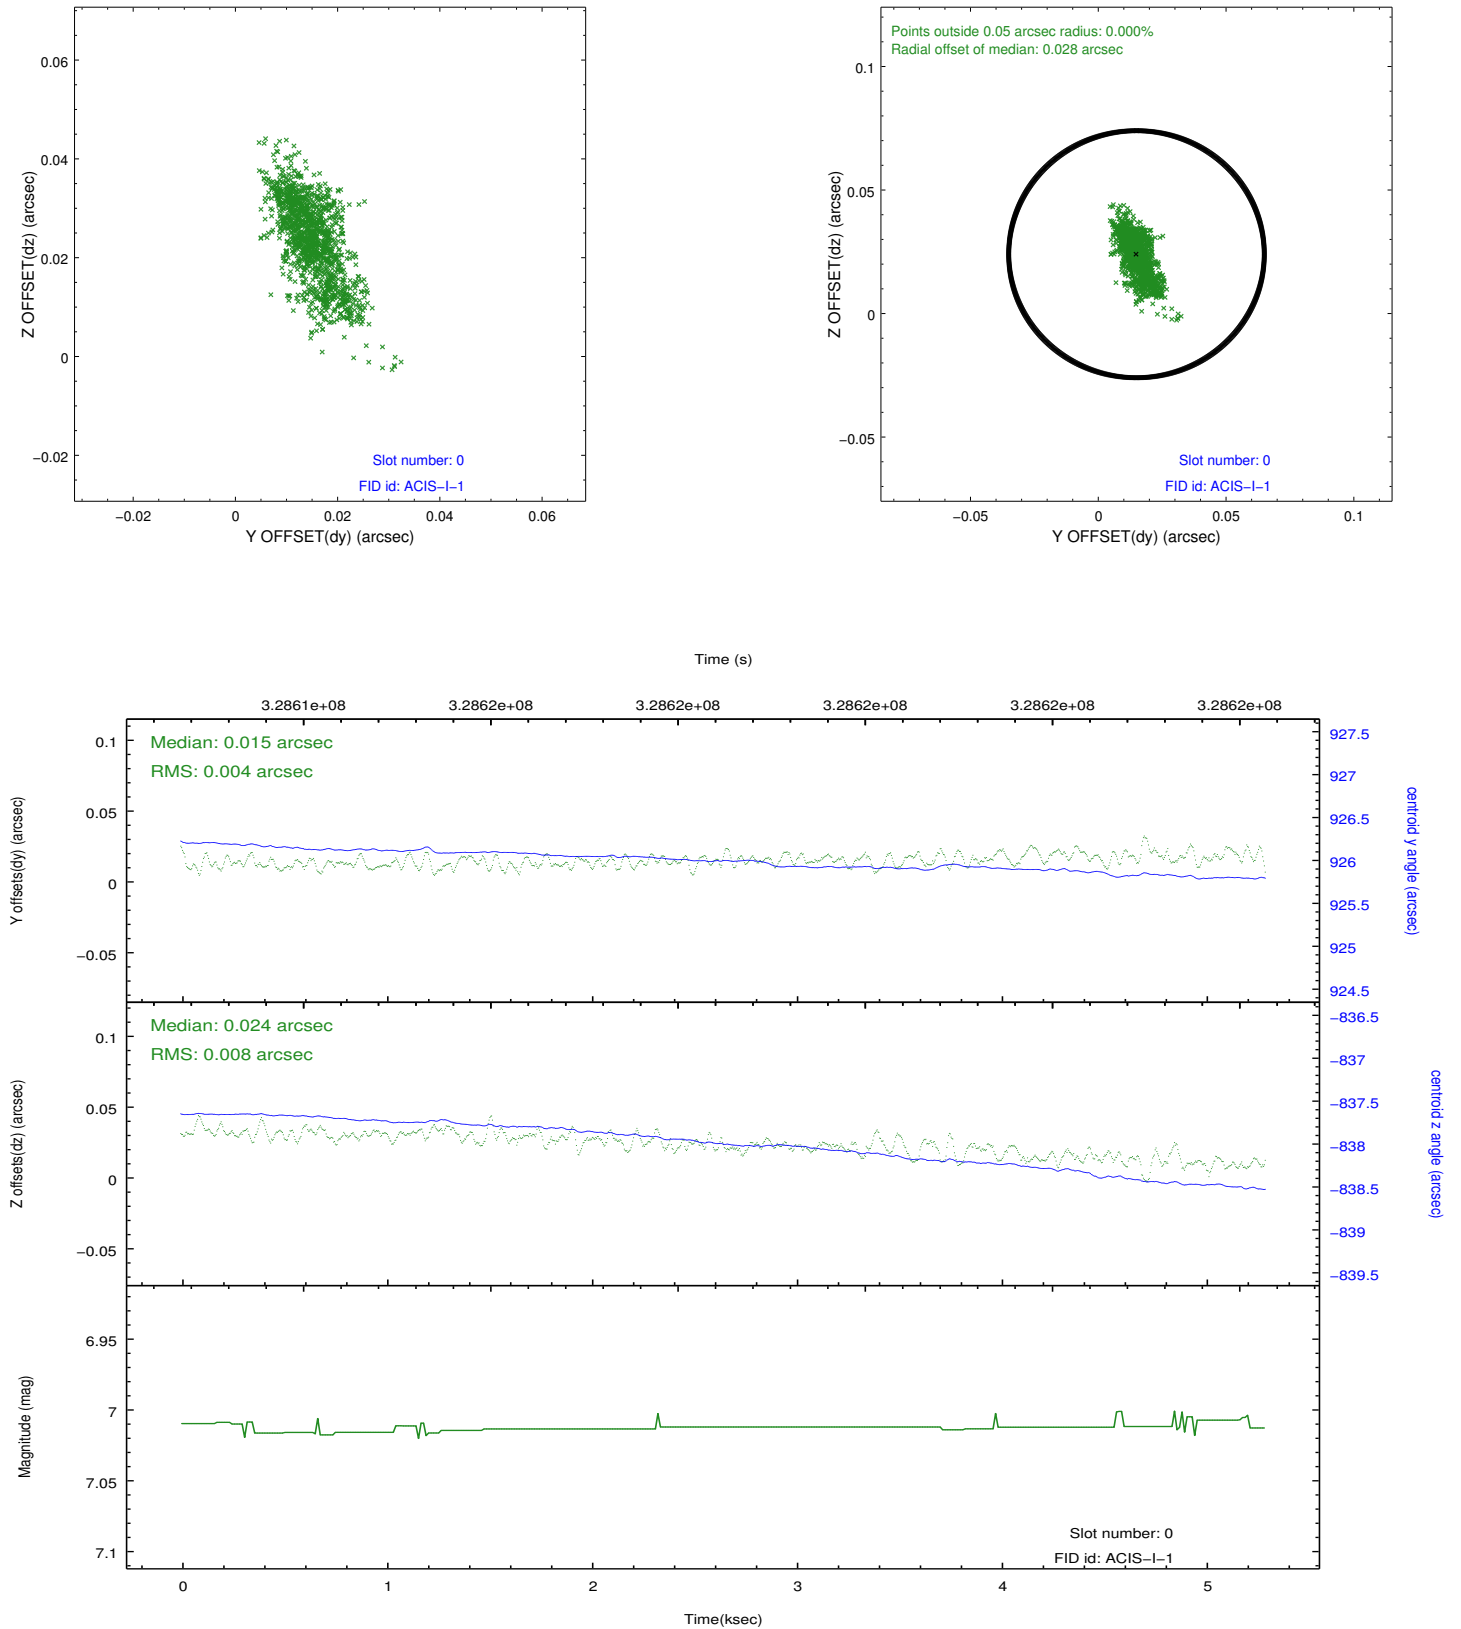 0.06
0.04
0.02
0
−0.02
Z OFFSET(dz) (arcsec)
Slot number: 0
FID id: ACIS−I−1
−0.02
0
0.02
0.04
0.06
Y OFFSET(dy) (arcsec)
Points outside 0.05 arcsec radius: 0.000%
Radial offset of median: 0.028 arcsec
0.1
0.05
0
−0.05
Z OFFSET(dz) (arcsec)
Slot number: 0
FID id: ACIS−I−1
−0.05
0
0.05
0.1
Y OFFSET(dy) (arcsec)
Time (s)
3.2861e+08
3.2862e+08
3.2862e+08
3.2862e+08
3.2862e+08
3.2862e+08
Median: 0.015 arcsec
RMS: 0.004 arcsec
0.1
0.05
0
−0.05
Y offsets(dy) (arcsec)
927.5
927
926.5
926
925.5
925
924.5
centroid y angle (arcsec)
Median: 0.024 arcsec
RMS: 0.008 arcsec
0.1
0.05
0
−0.05
Z offsets(dz) (arcsec)
−836.5
−837
−837.5
−838
−838.5
−839
−839.5
centroid z angle (arcsec)
6.95
7
7.05
7.1
Magnitude (mag)
Slot number: 0
FID id: ACIS−I−1
0
1
2
3
4
5
Time(ksec)